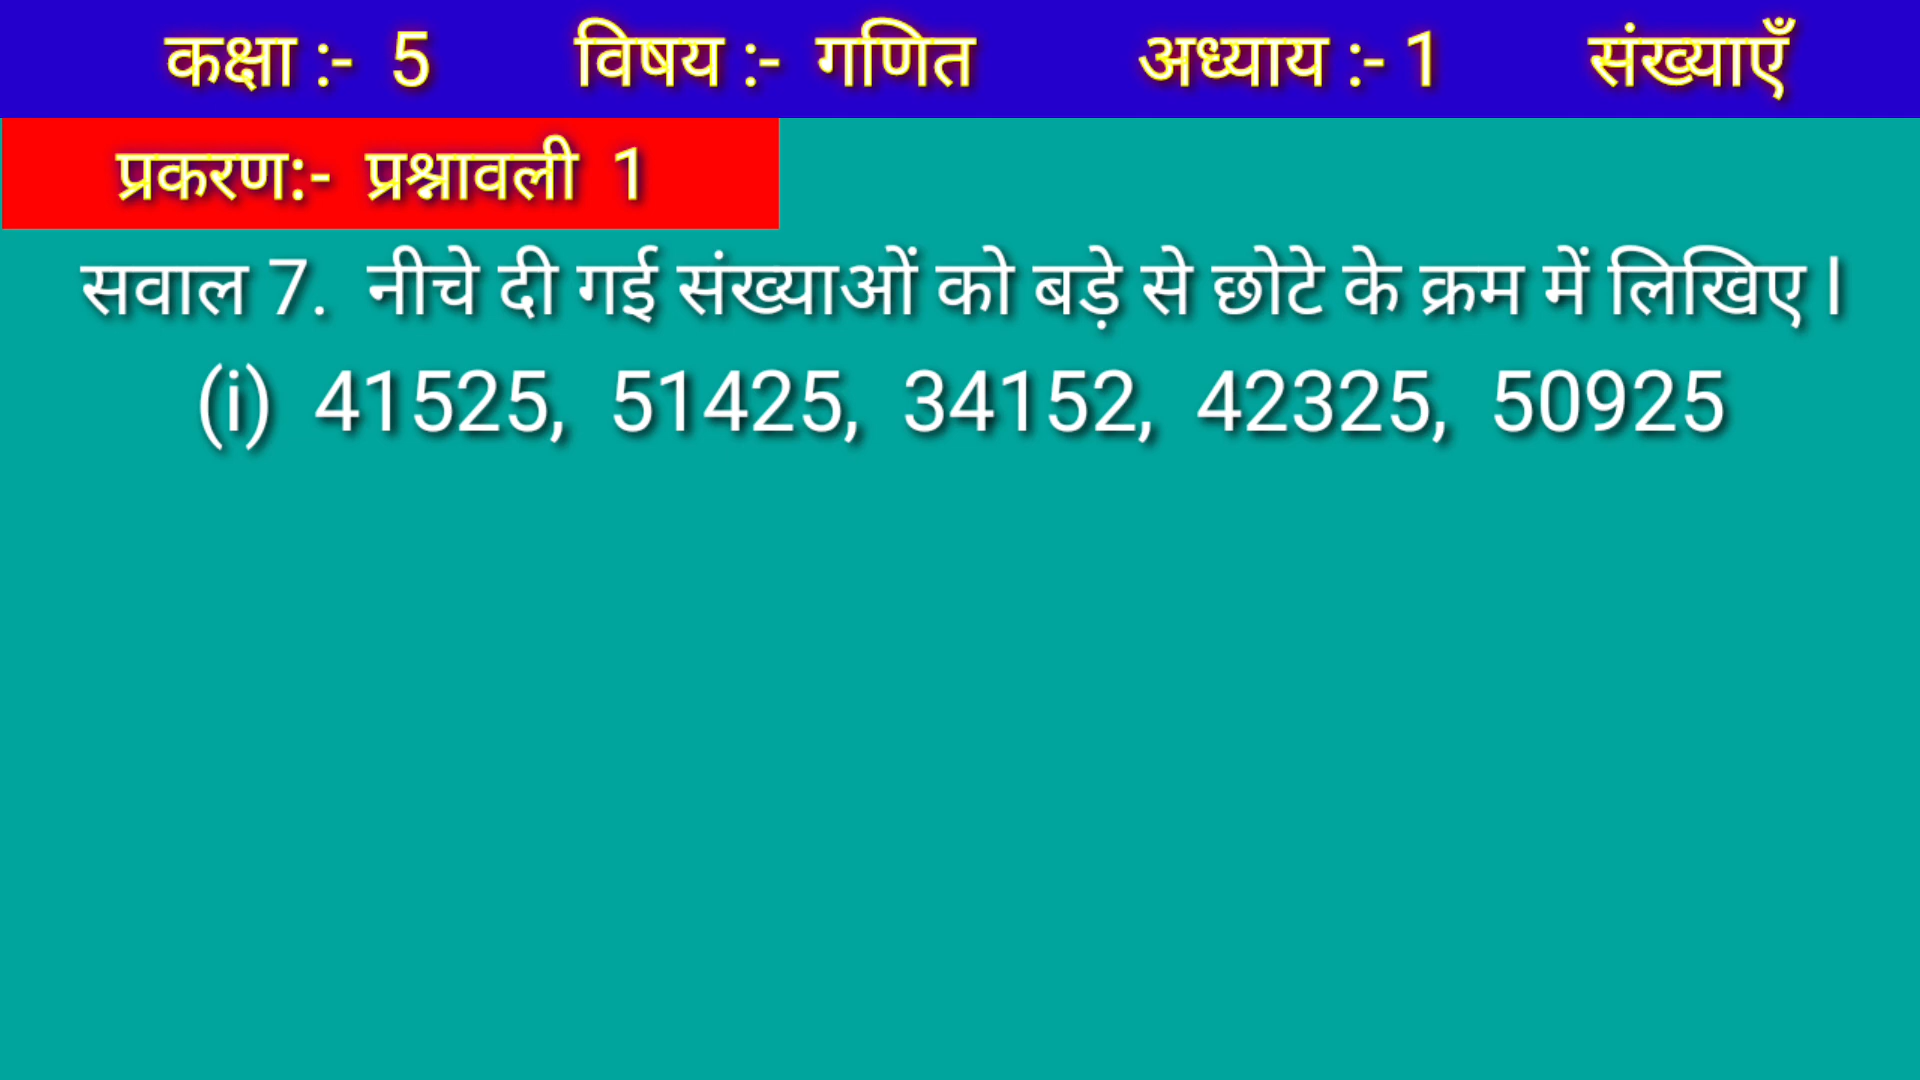 कक्षा :- 5 विषय :- गणित अध्याय :- 1 संख्याएँ
प्रकरण:- प्रश्नावली 1
सवाल 7. नीचे दी गई संख्याओं को बड़े से छोटे के क्रम में लिखिए l
(i) 41525, 51425, 34152, 42325, 50925